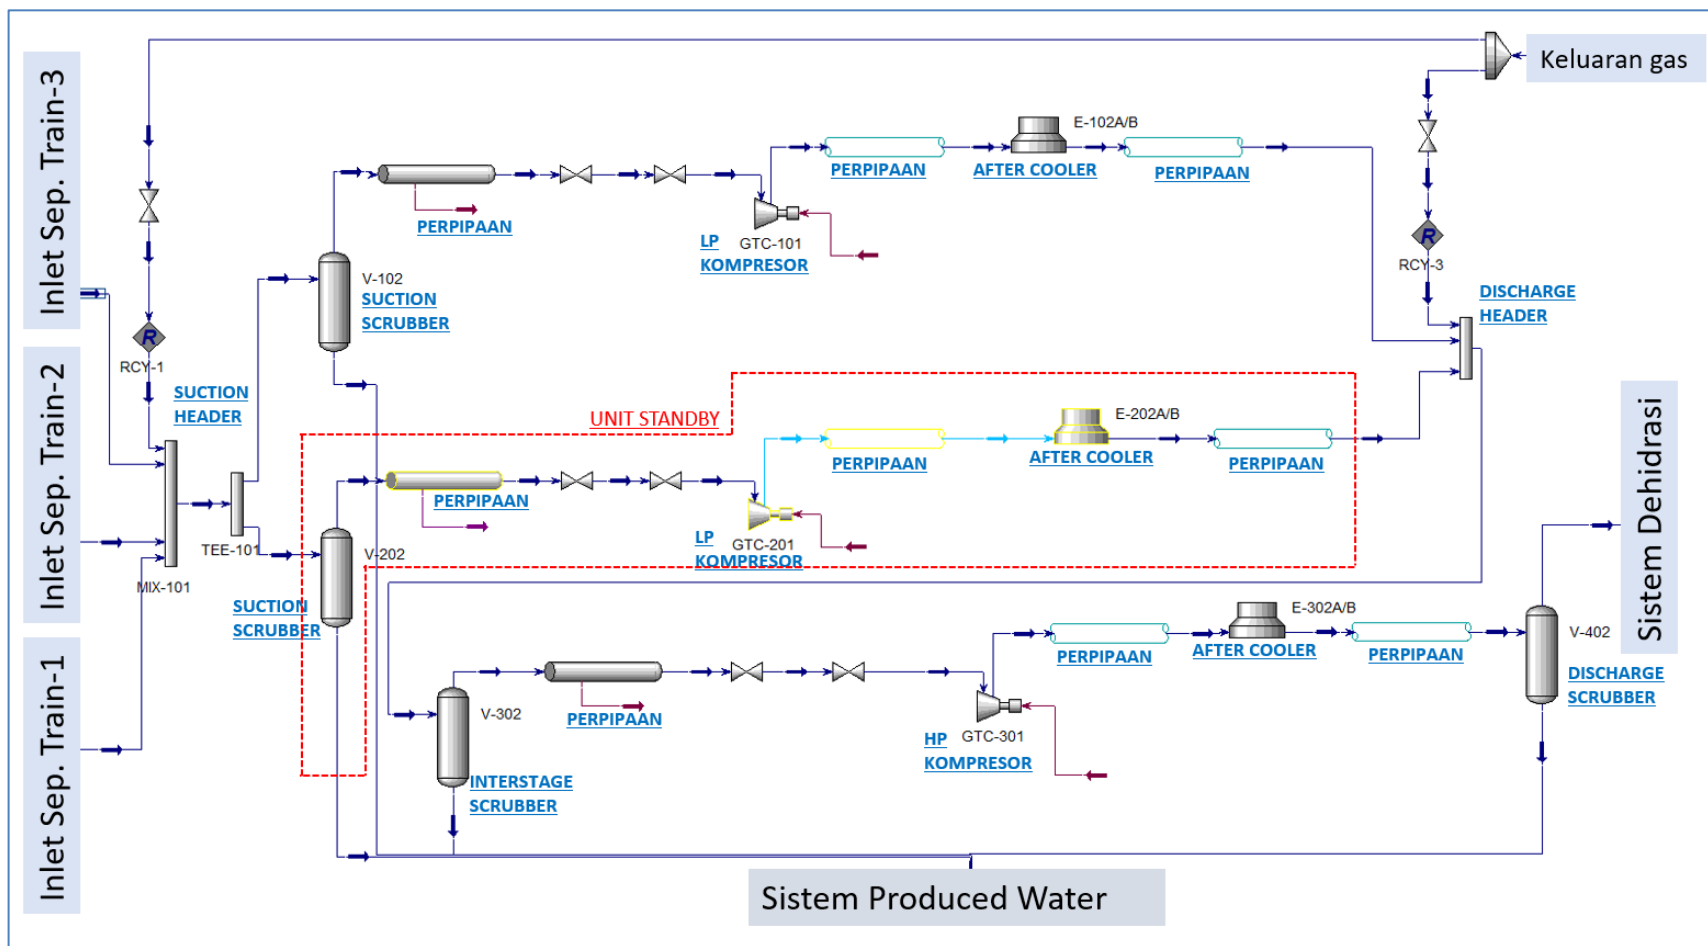 Inlet Sep. Train-3
Inlet Sep. Train-2
Inlet Sep. Train-1
Keluaran gas
E-102A/B
PERPIPAAN
AFTER COOLER
PERPIPAAN
PERPIPAAN
LP
KOMPRESOR
GTC-101
V-102
SUCTION
SCRUBBER
R
RCY-3
DISCHARGE
HEADER
R
RCY-1
SUCTION
HEADER
UNIT STANDBY
E-202A/B
PERPIPAAN
AFTER COOLER
PERPIPAAN
PERPIPAAN
LP
KOMPRESOR
GTC-201
TEE-101
V-202
MIX-101
SUCTION
SCRUBBER
Sistem Dehidrasi
E-302A/B
PERPIPAAN
AFTER COOLER
PERPIPAAN
V-402
DISCHARGE
SCRUBBER
V-302
PERPIPAAN
HP
KOMPRESOR
GTC-301
INTERSTAGE
SCRUBBER
Sistem Produced Water